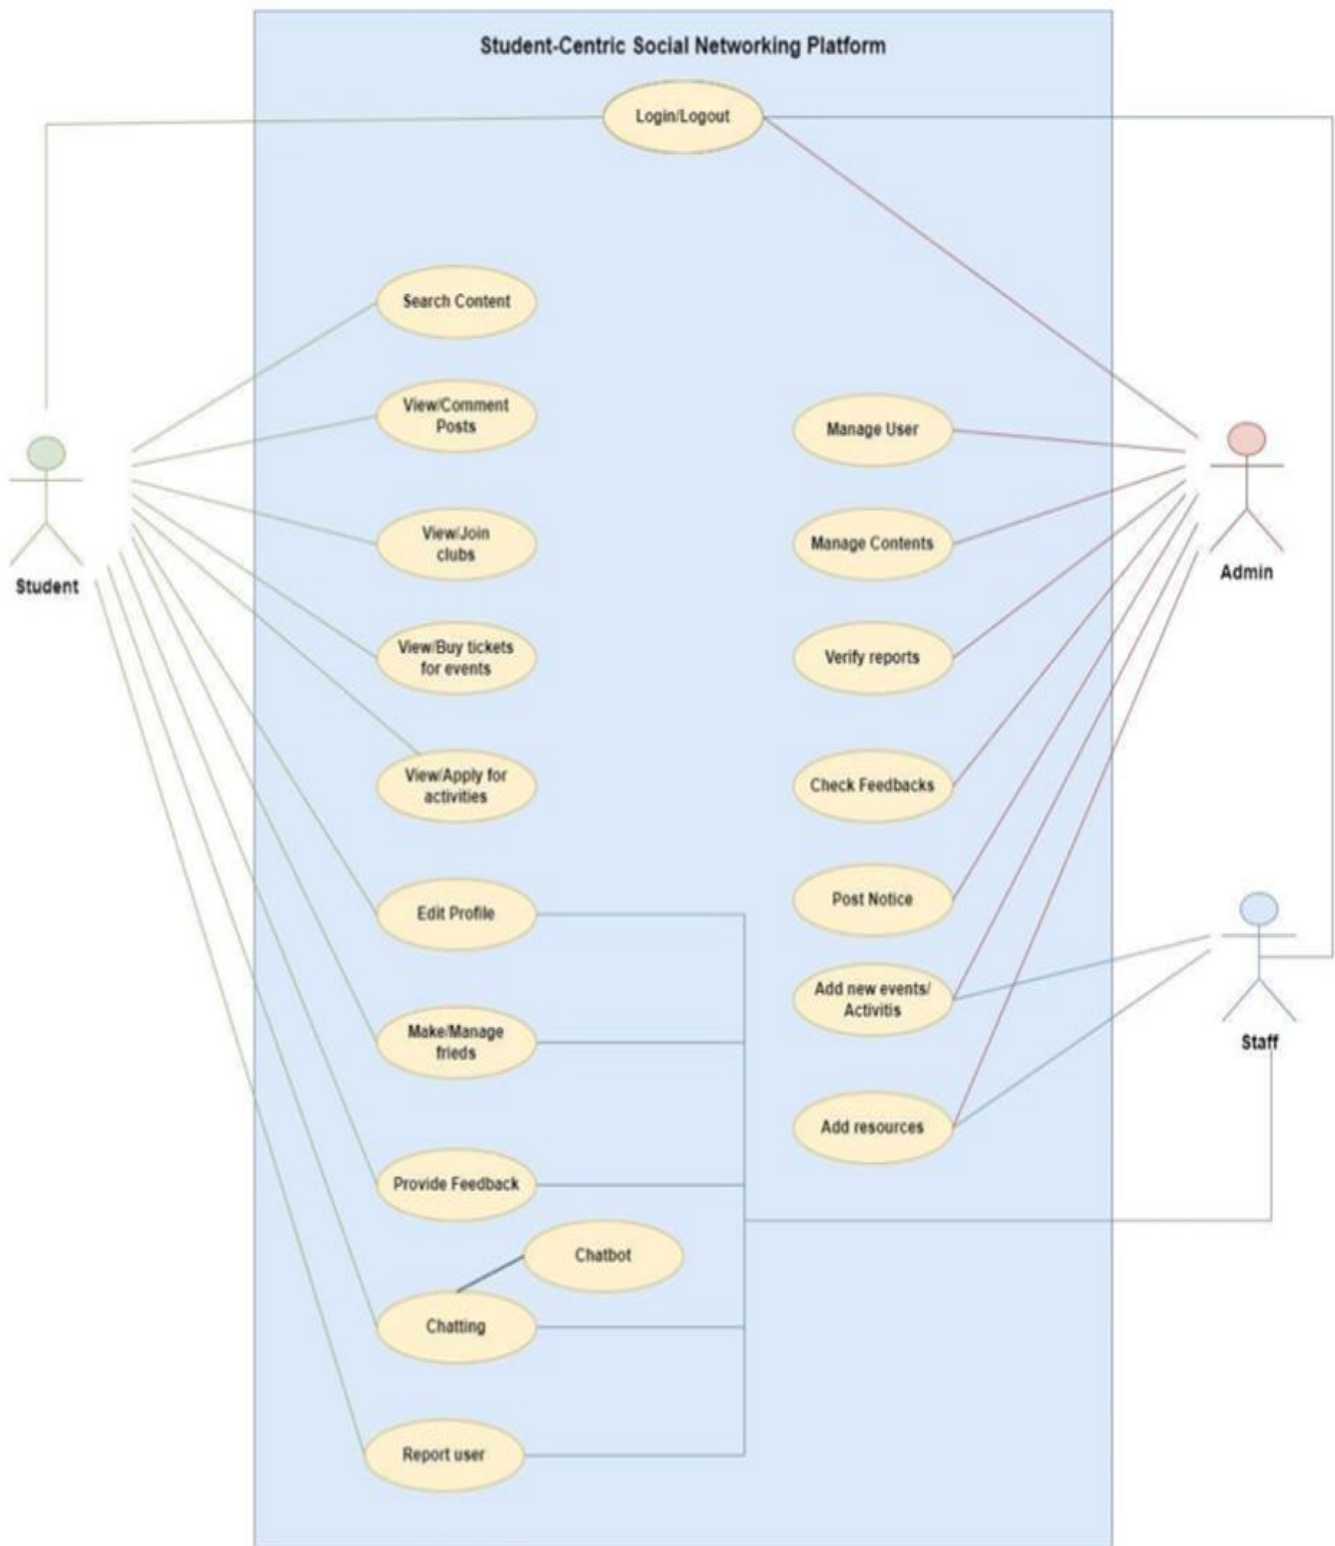 Student-Centric Social Networking Platform
Login/Logout
Search Content
View/Comment
Posts
Manage User
View/Join
clubs
Manage Contents
Student
Admin
View/Buy tickets
for events
Verify reports
View/Apply for
activities
Check Feedbacks
Edit Profile
Post Notice
Add new events/
Activitis
Make/Manage
frieds
Staff
Add resources
Provide Feedback
Chatbot
Chatting
Report user